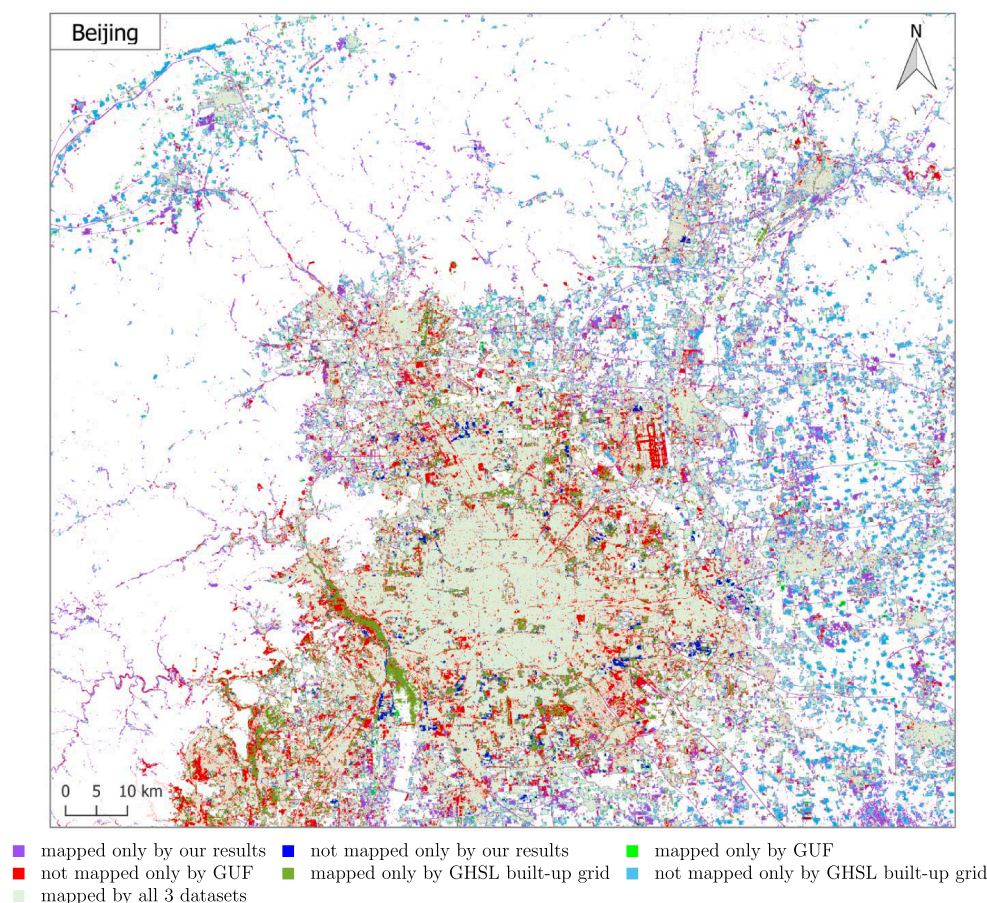 Beijing
N
0 5 10 km
mapped only by our results
not mapped only by our results
mapped only by GUF
not mapped only by GUF
mapped only by GHSL built-up grid
not mapped only by GHSL built-up grid
mapped by all 3 datasets